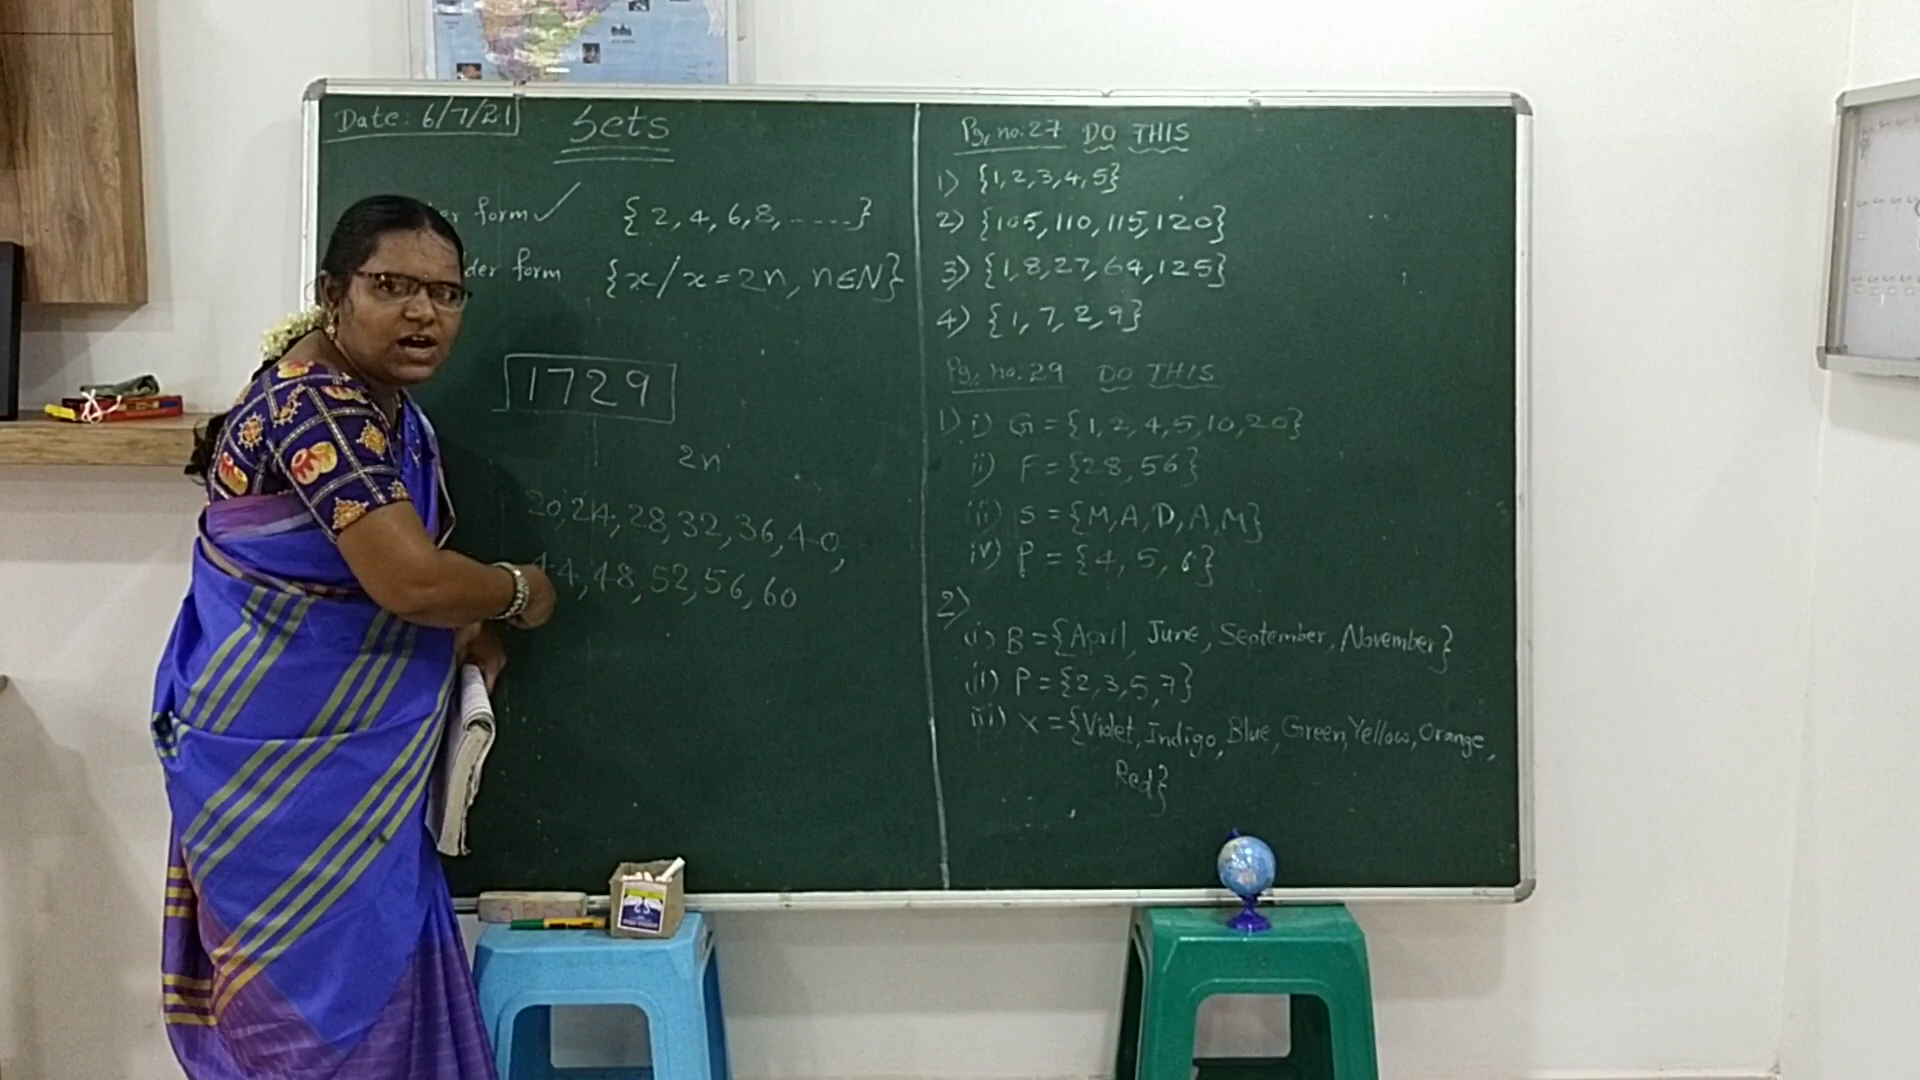 Date: 6/7/21
Sets
form✓ {2, 4, 6, 8, ......}
der form {x/x = 2n, n∈N}
1729
2n
20, 24, 28, 32, 36, 40,
44, 48, 52, 56, 60
Pg. no: 27 DO THIS
1) {1, 2, 3, 4, 5}
2) {105, 110, 115, 120}
3) {1, 8, 27, 64, 125}
4) {1, 7, 2, 9}
Pg. no. 29 DO THIS
1) i) G = {1, 2, 4, 5, 10, 20}
ii) F = {28, 56}
iii) S = {M, A, D, A, M}
iv) P = {4, 5, 6}
2)
(i) B = {April, June, September, November}
(ii) P = {2, 3, 5, 7}
iii) X = {Violet, Indigo, Blue, Green, Yellow, Orange,
Red}